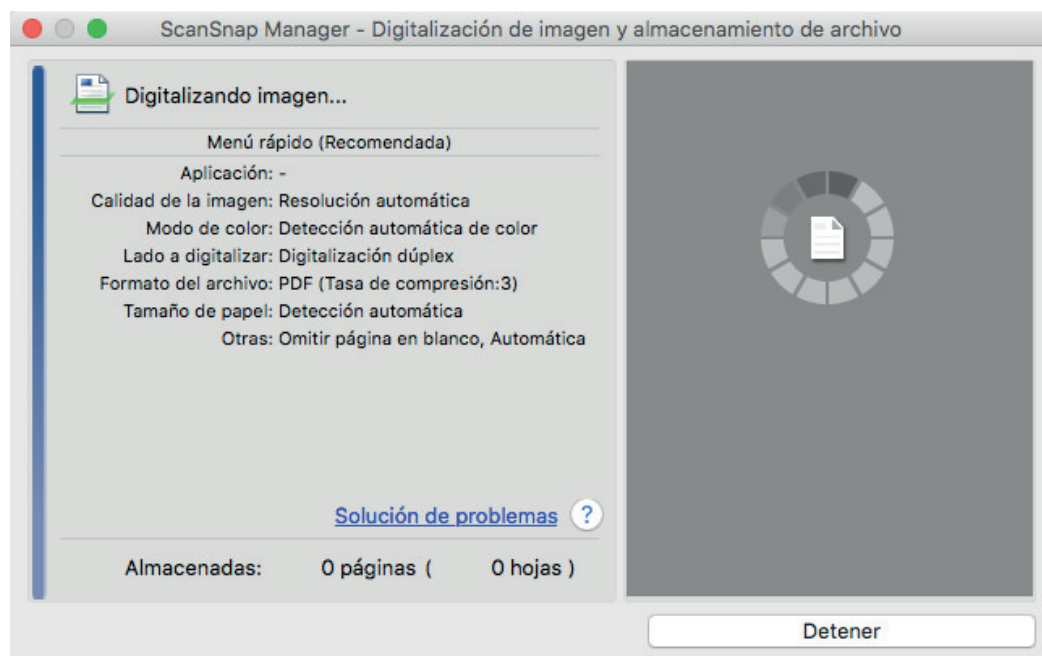 ScanSnap Manager - Digitalización de imagen y almacenamiento de archivo
Digitalizando imagen...
Menú rápido (Recomendada)
Aplicación: -
Calidad de la imagen: Resolución automática
Modo de color: Detección automática de color
Lado a digitalizar: Digitalización dúplex
Formato del archivo: PDF (Tasa de compresión:3)
Tamaño de papel: Detección automática
Otras: Omitir página en blanco, Automática
Solución de problemas ?
Almacenadas: 0 páginas ( 0 hojas )
Detener